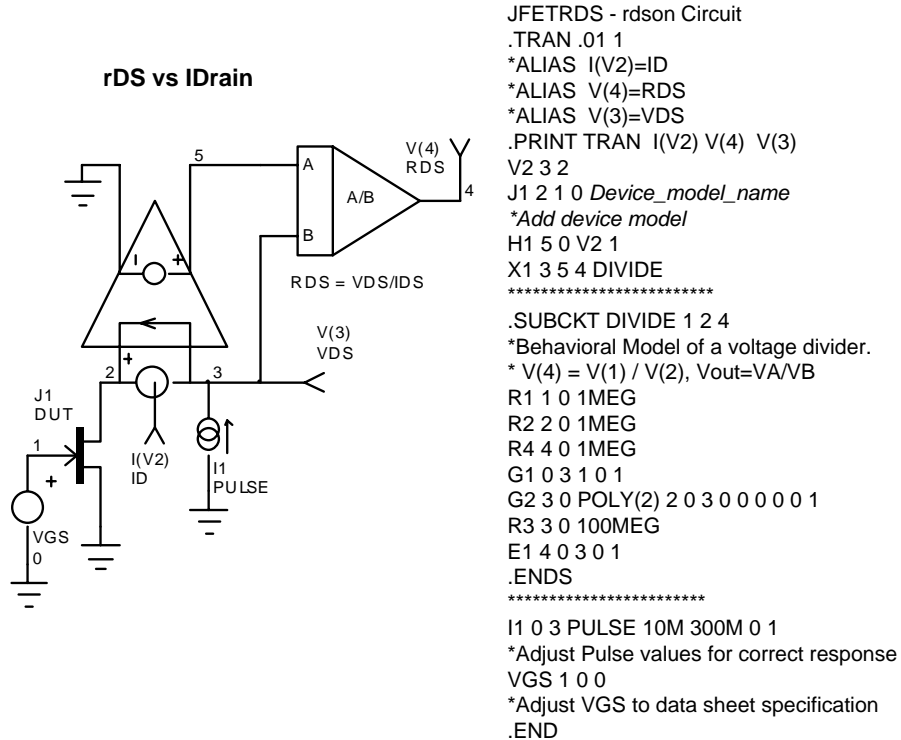 rDS vs IDrain
5
A
V(4)
RDS
4
A/B
B
RDS = VDS/IDS
V(3)
VDS
2
3
J1
DUT
1
I(V2)
ID
I1
PULSE
VGS
0
JFETRDS - rdson Circuit
.TRAN .01 1
*ALIAS I(V2)=ID
*ALIAS V(4)=RDS
*ALIAS V(3)=VDS
.PRINT TRAN I(V2) V(4) V(3)
V2 3 2
J1 2 1 0 Device_model_name
*Add device model
H1 5 0 V2 1
X1 3 5 4 DIVIDE
*************************
.SUBCKT DIVIDE 1 2 4
*Behavioral Model of a voltage divider.
* V(4) = V(1) / V(2), Vout=VA/VB
R1 1 0 1MEG
R2 2 0 1MEG
R4 4 0 1MEG
G1 0 3 1 0 1
G2 3 0 POLY(2) 2 0 3 0 0 0 0 0 1
R3 3 0 100MEG
E1 4 0 3 0 1
.ENDS
************************
I1 0 3 PULSE 10M 300M 0 1
*Adjust Pulse values for correct response
VGS 1 0 0
*Adjust VGS to data sheet specification
.END